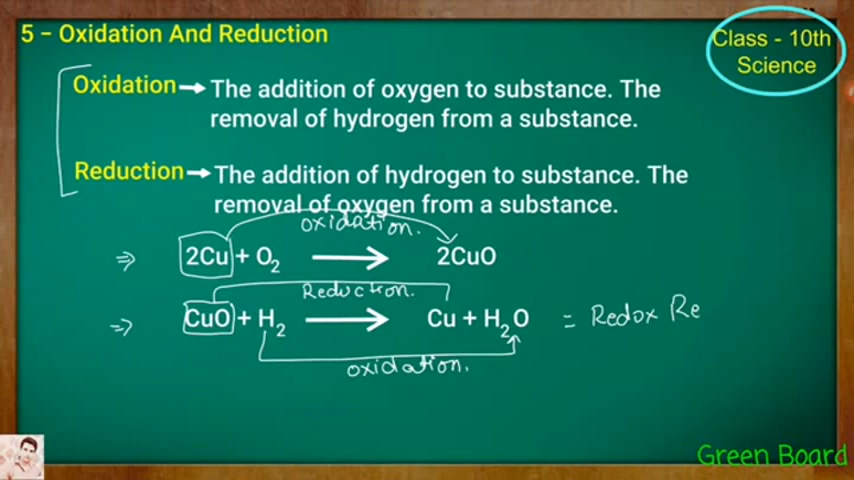 5 – Oxidation And Reduction
Class - 10th
Science
Oxidation → The addition of oxygen to substance. The
removal of hydrogen from a substance.
Reduction → The addition of hydrogen to substance. The
removal of oxygen from a substance.
oxidation.
⇒ 2Cu + O₂ → 2CuO
Reduction.
⇒ CuO + H₂ → Cu + H₂O = Redox Re
oxidation.
Green Board